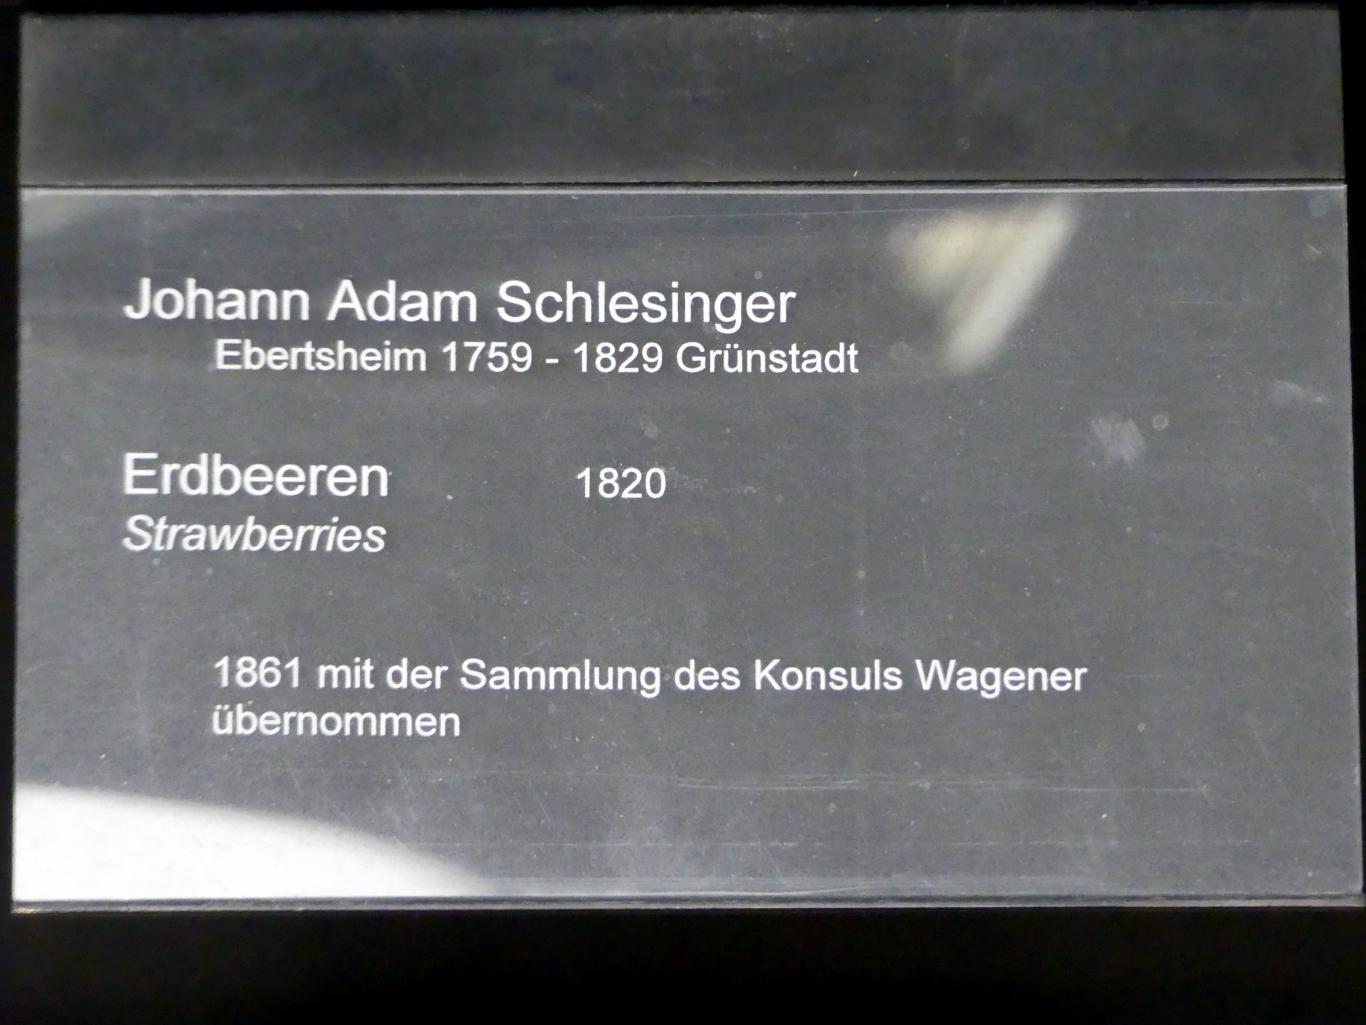 Johann Adam Schlesinger
Ebertsheim 1759 - 1829 Grünstadt
Erdbeeren 1820
Strawberries
1861 mit der Sammlung des Konsuls Wagener
übernommen